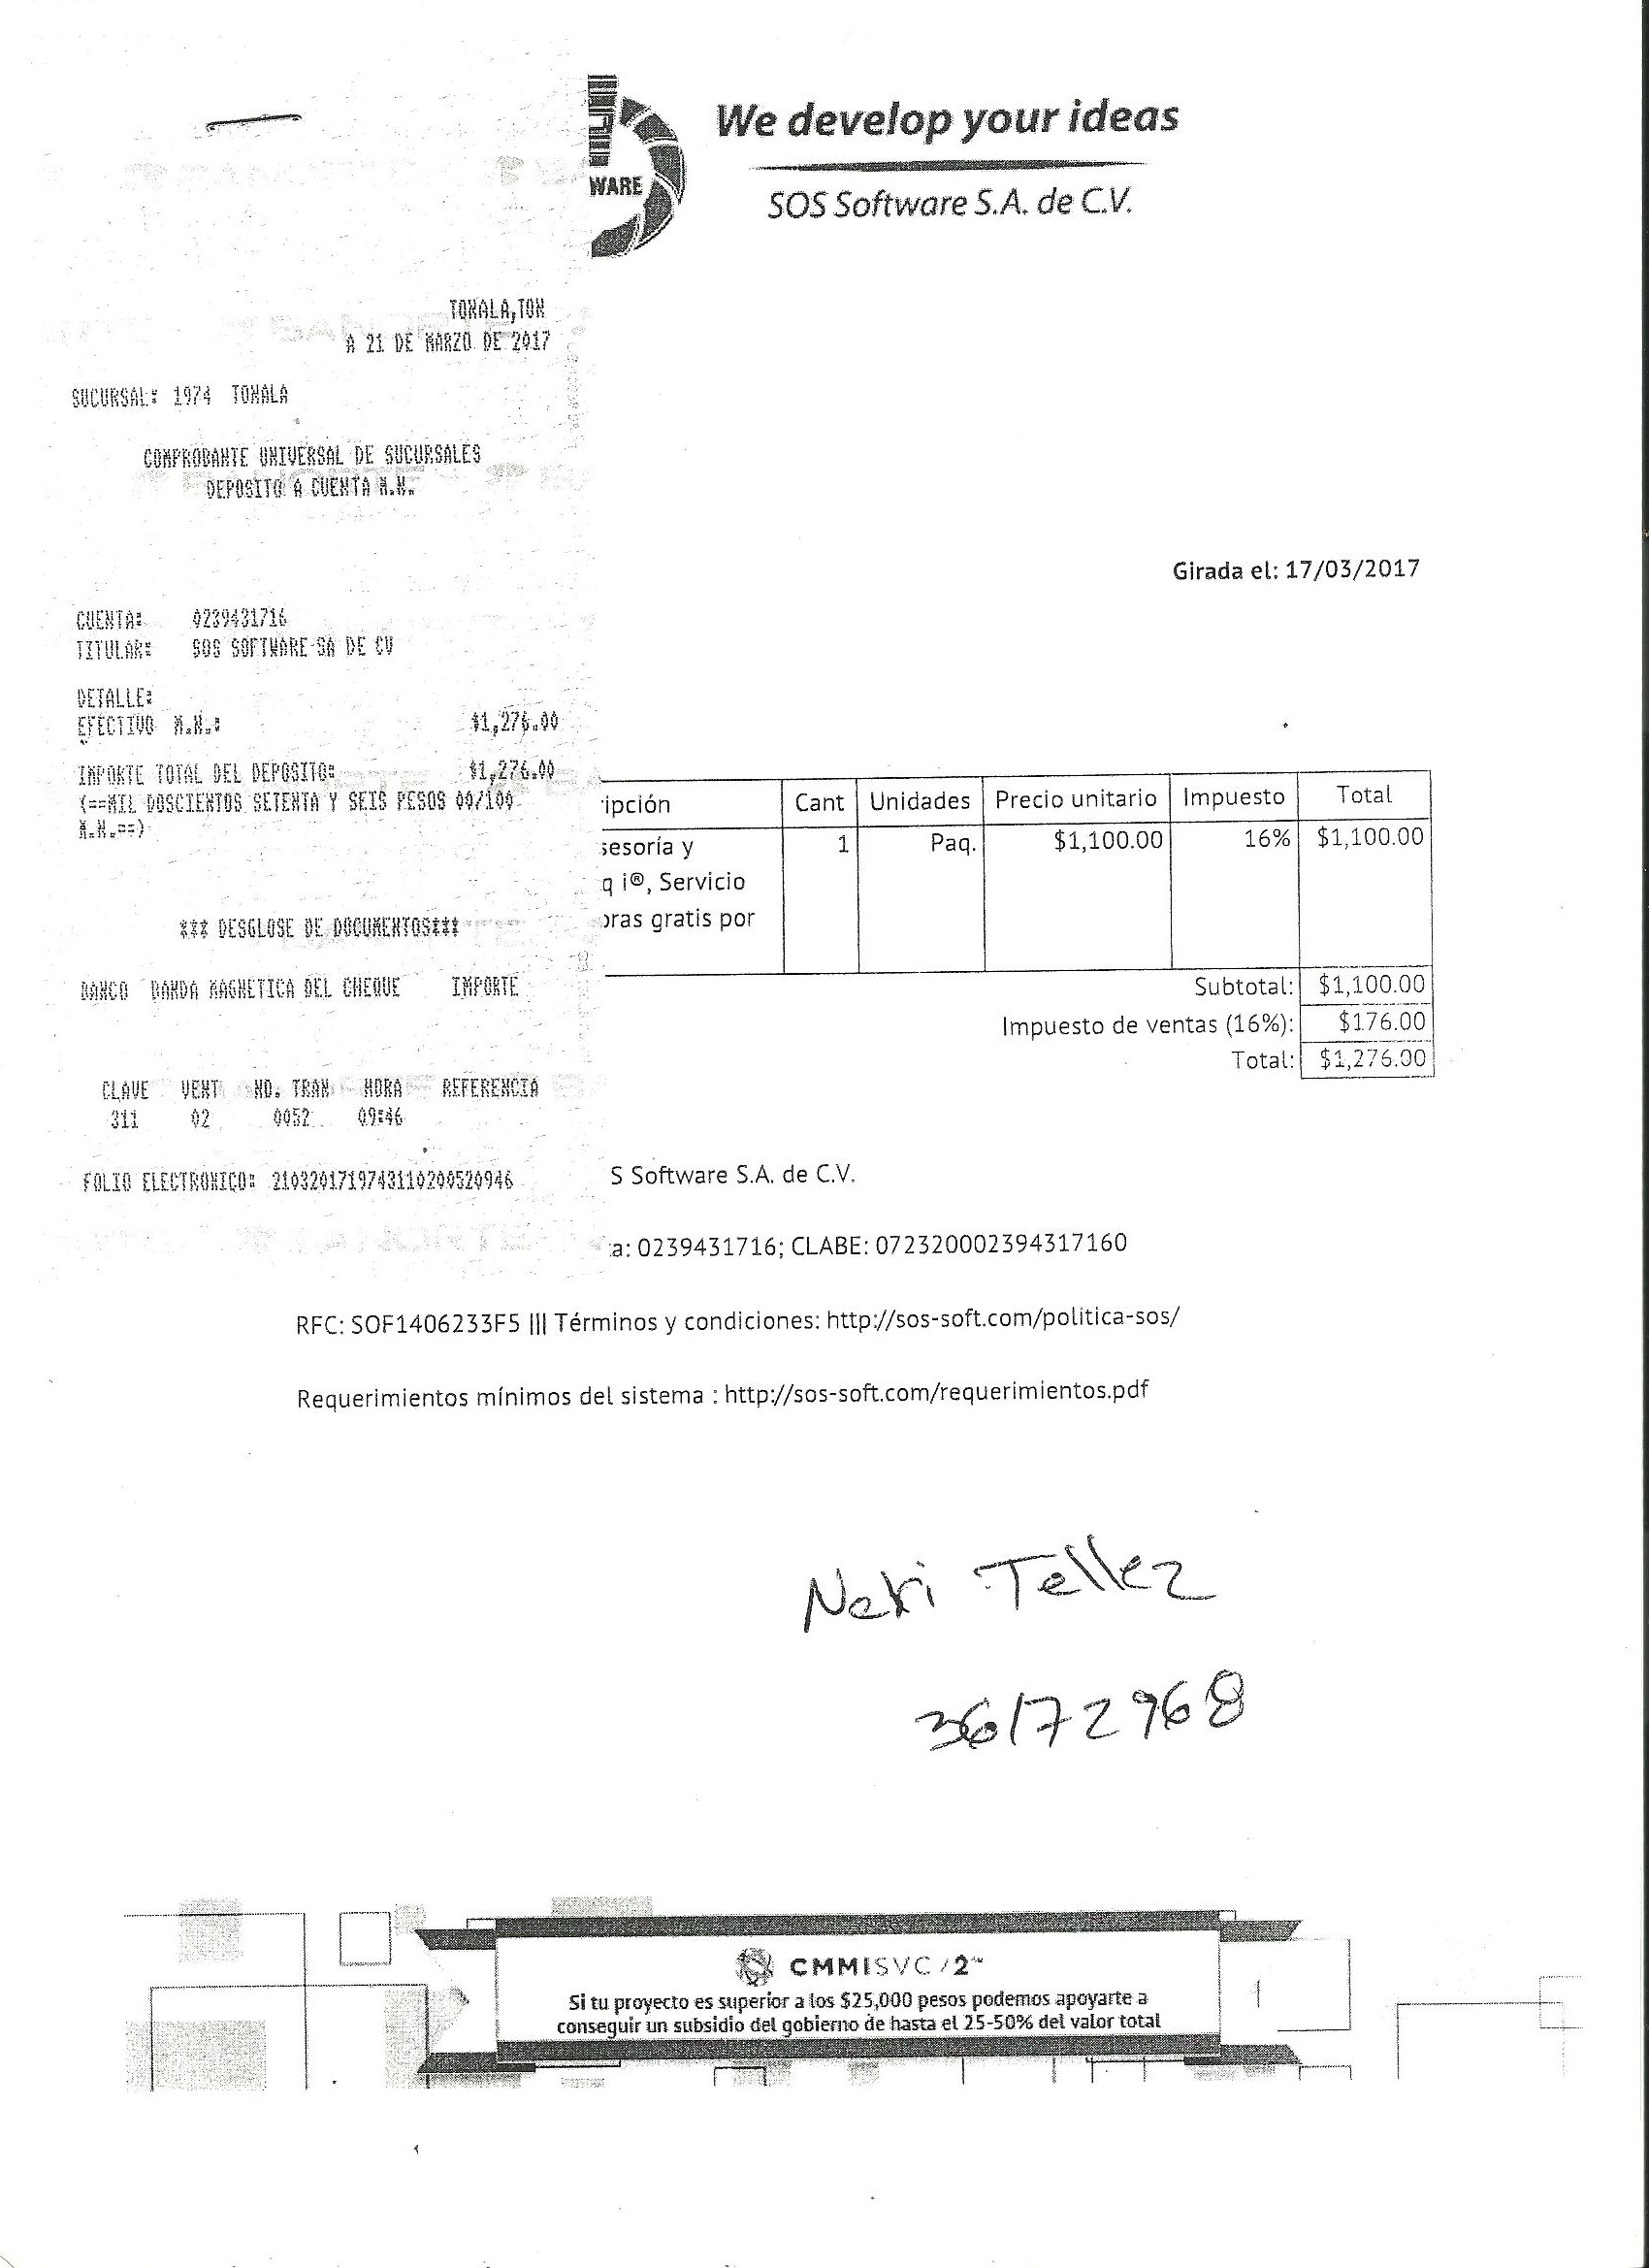 WARE
We develop your ideas
SOS Software S.A. de C.V.
TONALA,TON
A 21 DE MARZO DE 2017
SUCURSAL: 1974 TONALA
COMPROBANTE UNIVERSAL DE SUCURSALES
DEPOSITO A CUENTA M.N.
Girada el: 17/03/2017
CUENTA: 0239431716
TITULAR: SOS SOFTWARE SA DE CV
DETALLE:
EFECTIVO M.N.: $1,276.00
IMPORTE TOTAL DEL DEPOSITO: $1,276.00
(==MIL DOSCIENTOS SETENTA Y SEIS PESOS 00/100
M.N.==)
*** DESGLOSE DE DOCUMENTOS***
BANCO BANDA MAGNETICA DEL CHEQUE IMPORTE
CLAVE VENT NO. TRAN HORA REFERENCIA
311 02 0052 09:46
FOLIO ELECTRONICO: 2103201719743110200520946
ipción Cant Unidades Precio unitario Impuesto Total
sesoría y 1 Paq. $1,100.00 16% $1,100.00
q i®, Servicio
oras gratis por
Subtotal: $1,100.00
Impuesto de ventas (16%): $176.00
Total: $1,276.00
S Software S.A. de C.V.
a: 0239431716; CLABE: 072320002394317160
RFC: SOF1406233F5 ||| Términos y condiciones: http://sos-soft.com/politica-sos/
Requerimientos mínimos del sistema : http://sos-soft.com/requerimientos.pdf
Tellez
36172968
CMMISVC/2℠
Si tu proyecto es superior a los $25,000 pesos podemos apoyarte a
conseguir un subsidio del gobierno de hasta el 25-50% del valor total